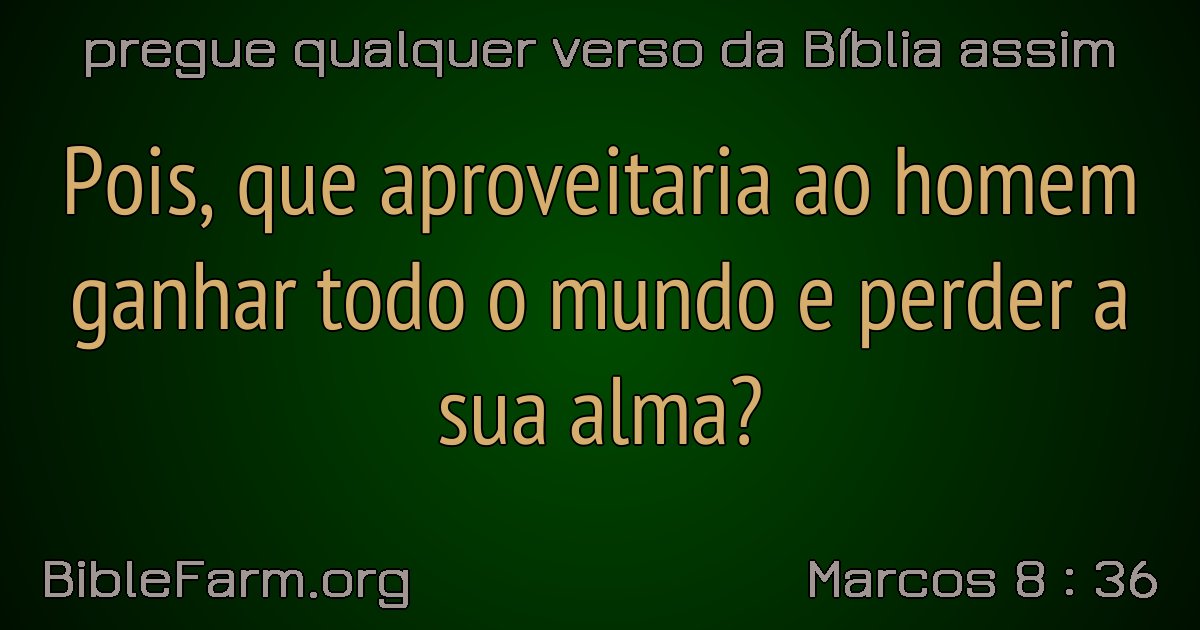 pregue qualquer verso da Bíblia assim
Pois, que aproveitaria ao homem
ganhar todo o mundo e perder a
sua alma?
BibleFarm.org
Marcos 8 : 36